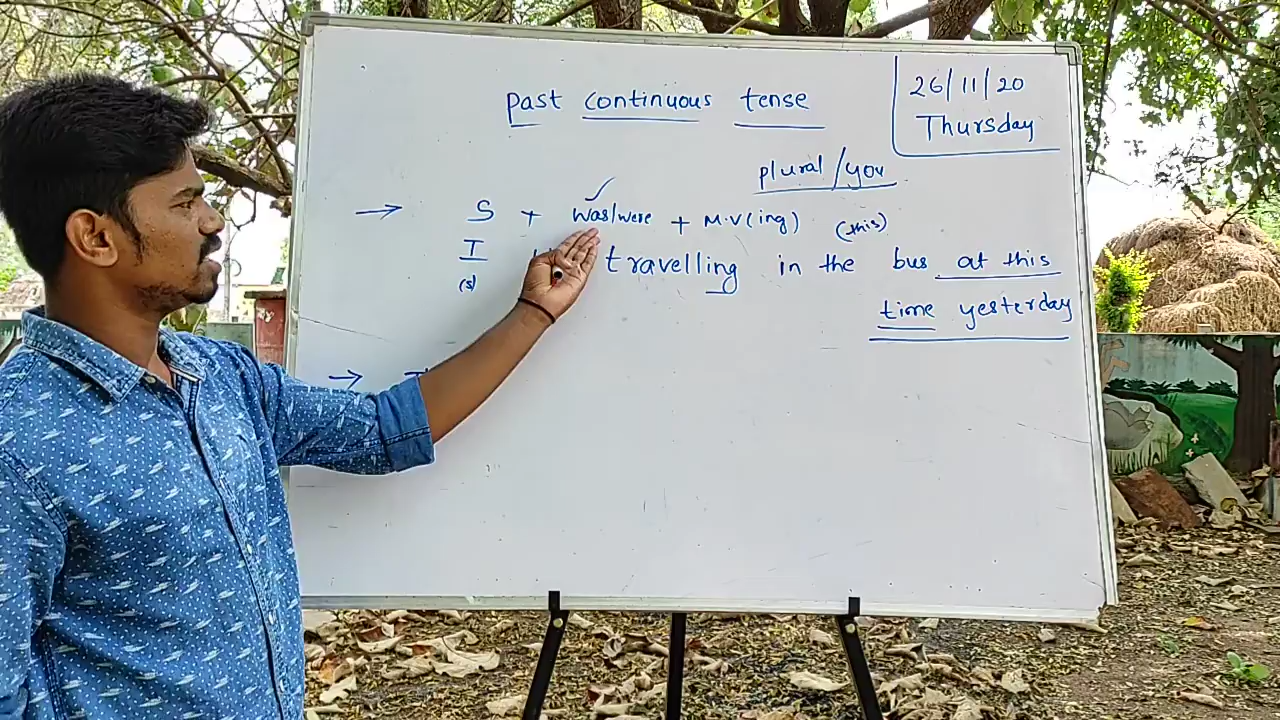 past continuous tense
26/11/20
Thursday
plural/you
→ S + was/were + M.V(ing) (this)
I travelling in the bus at this
(s)
time yesterday
→